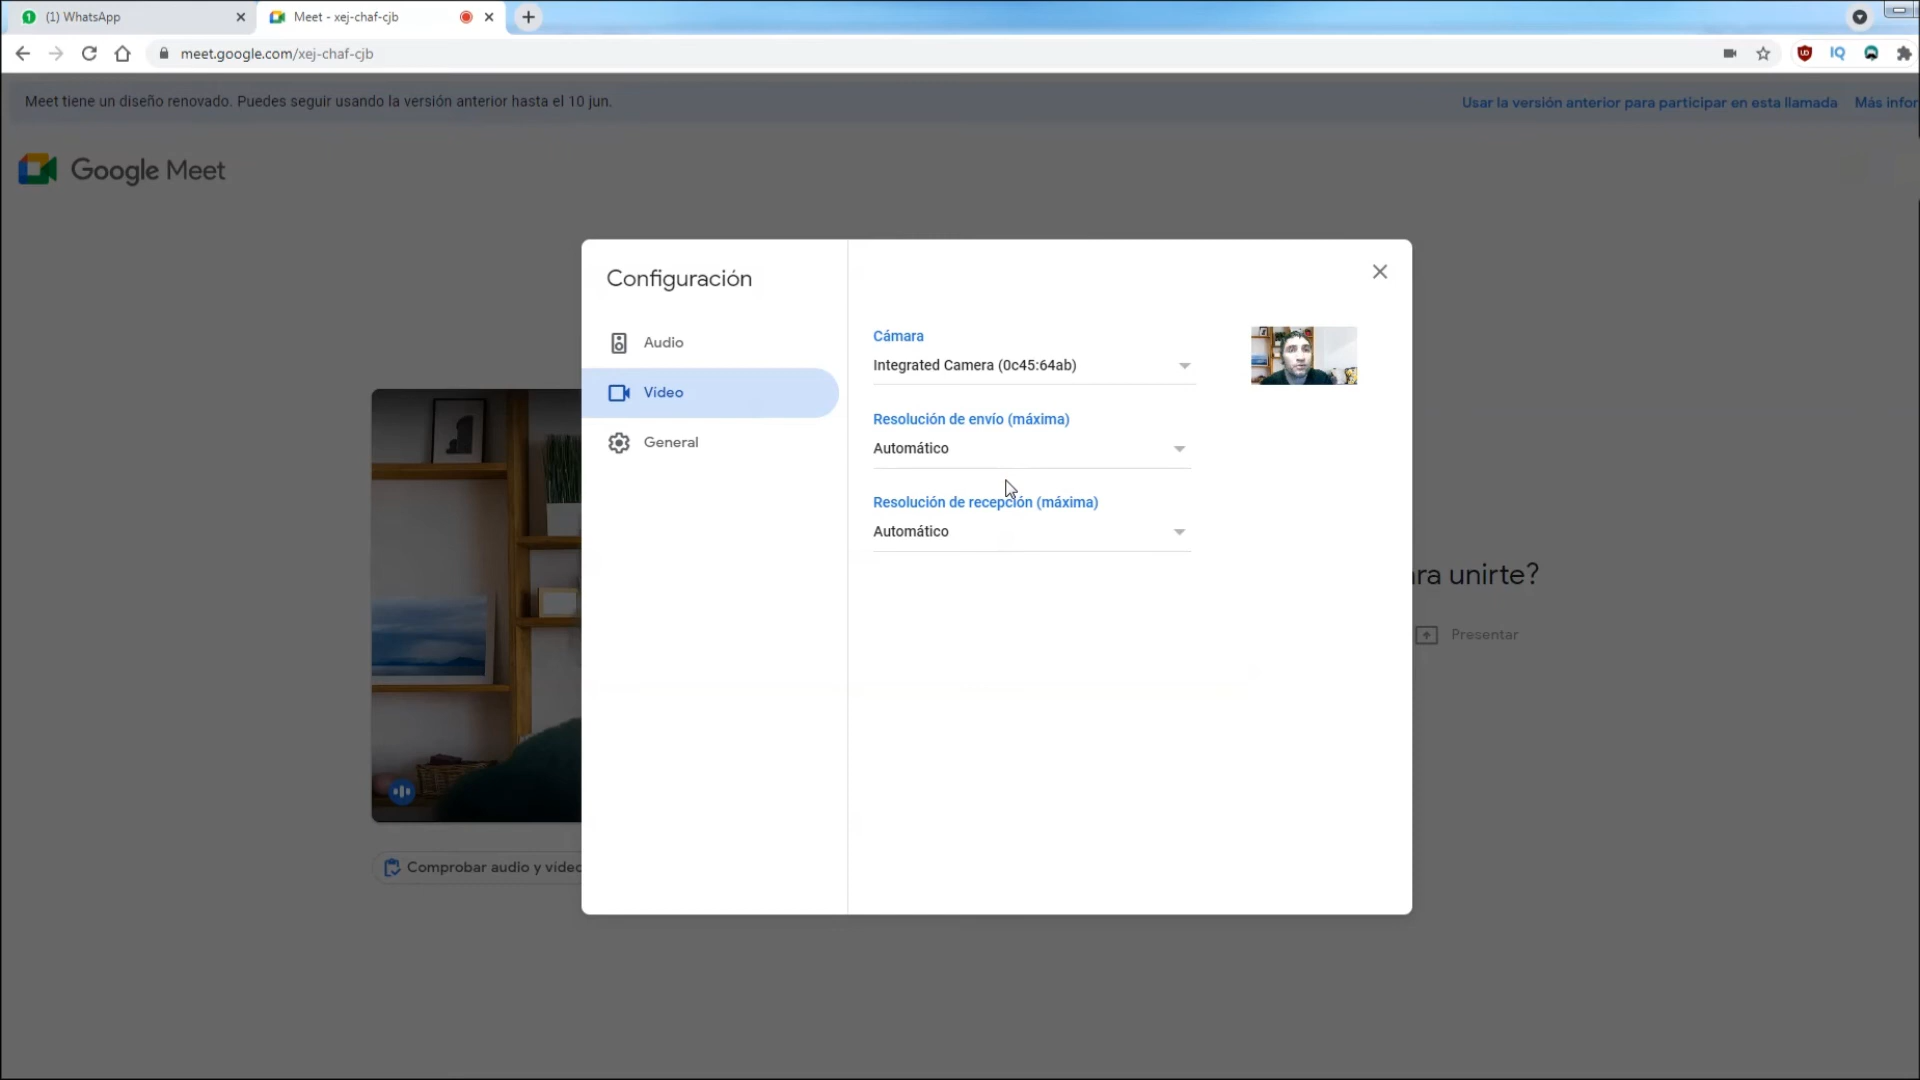 (1) WhatsApp
Meet - xej-chaf-cjb
meet.google.com/xej-chaf-cjb
IQ
Meet tiene un diseño renovado. Puedes seguir usando la versión anterior hasta el 10 jun.
Usar la versión anterior para participar en esta llamada
Más infor
Google Meet
Configuración
Audio
Video
General
Cámara
Integrated Camera (0c45:64ab)
Resolución de envío (máxima)
Automático
Resolución de recepción (máxima)
Automático
ra unirte?
Presentar
Comprobar audio y video